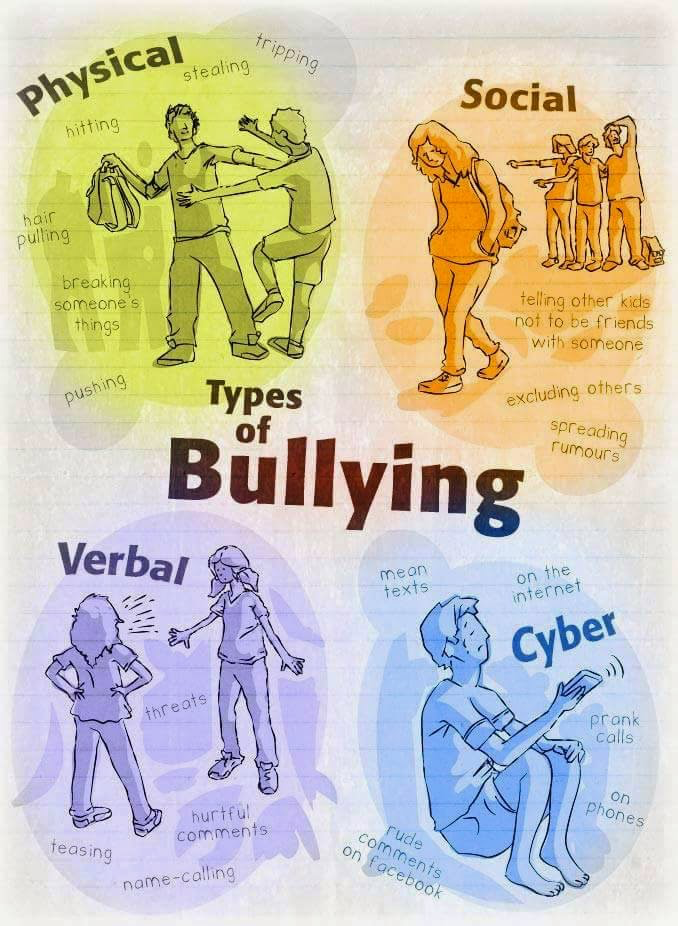 Physical
tripping
stealing
hitting
hair
pulling
breaking
someone's
things
pushing
Social
telling other kids
not to be friends
with someone
excluding others
spreading
rumours
Types
of
Bullying
Verbal
threats
hurtful
comments
teasing
name-calling
mean
texts
on the
internet
Cyber
prank
calls
on
phones
rude
comments
on facebook